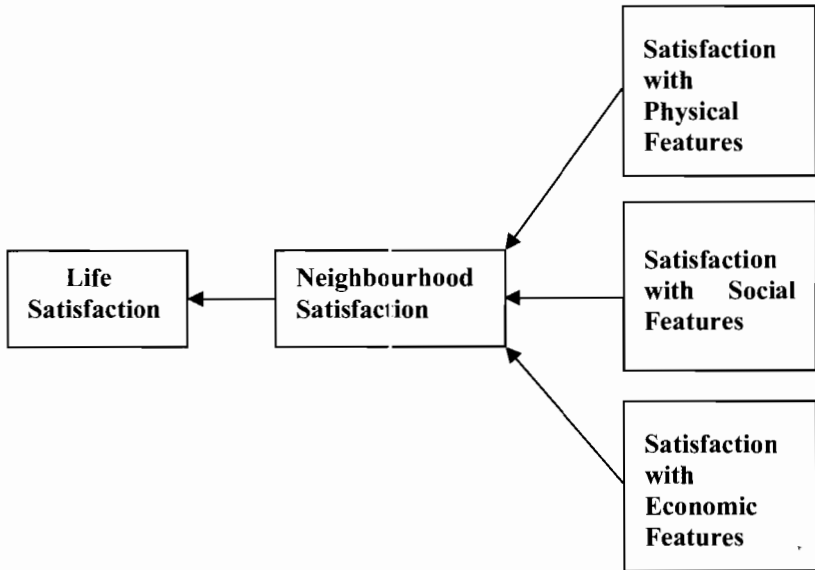 Satisfaction
with
Physical
Features
Life
Satisfaction
Neighbourhood
Satisfaction
Satisfaction
with Social
Features
Satisfaction
with
Economic
Features